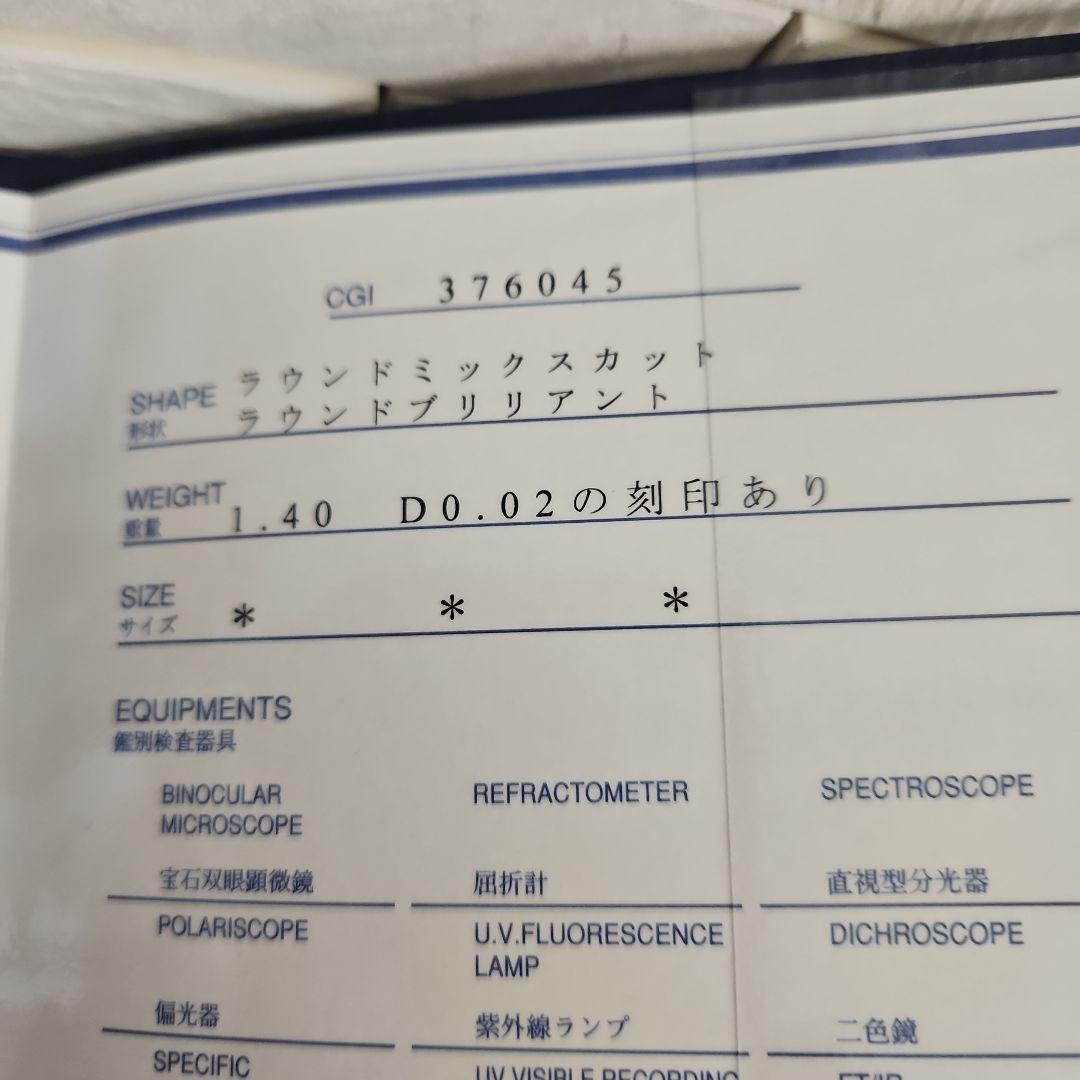 CGI 376045
ラウンドミックスカット
SHAPE
形状 ラウンドブリリアント
WEIGHT
重量 1.40 D0.02の刻印あり
SIZE
サイズ * * *
EQUIPMENTS
鑑別検査器具
BINOCULAR MICROSCOPE
宝石双眼顕微鏡
REFRACTOMETER
屈折計
SPECTROSCOPE
直視型分光器
POLARISCOPE
偏光器
U.V.FLUORESCENCE
LAMP
紫外線ランプ
DICHROSCOPE
二色鏡
SPECIFIC
UV VISIBLE RECORDING